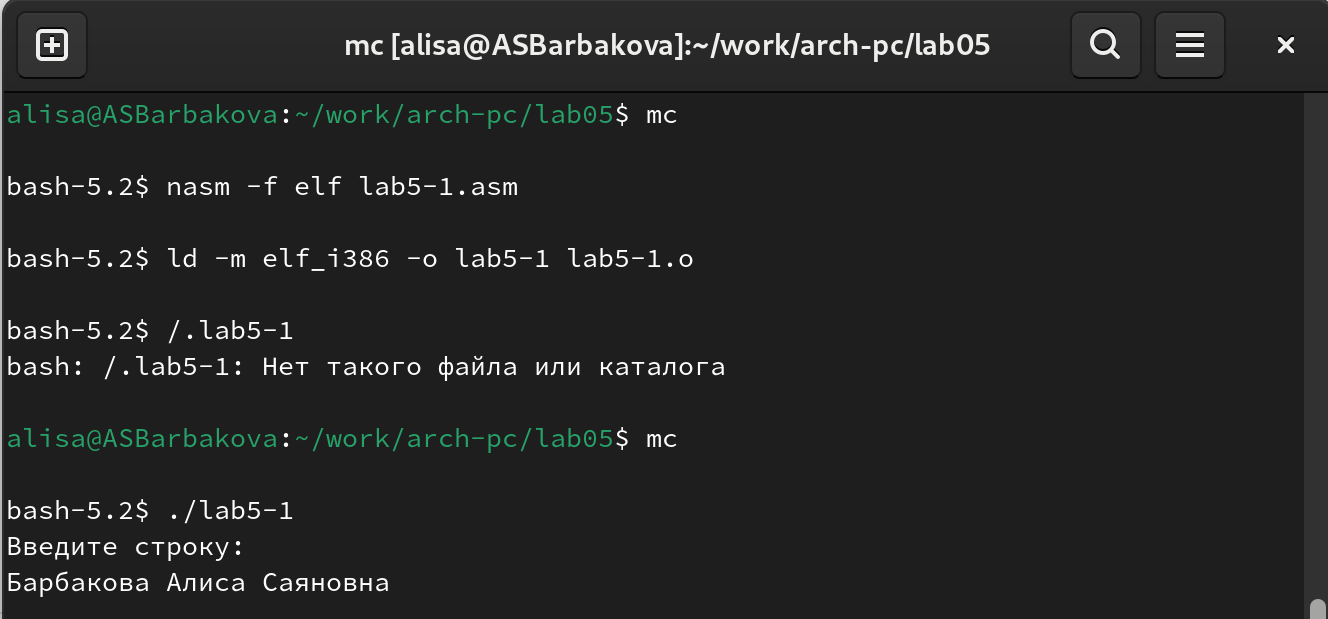 mc [alisa@ASBarbakova]:~/work/arch-pc/lab05
alisa@ASBarbakova:~/work/arch-pc/lab05$ mc
bash-5.2$ nasm -f elf lab5-1.asm
bash-5.2$ ld -m elf_i386 -o lab5-1 lab5-1.o
bash-5.2$ /.lab5-1
bash: /.lab5-1: Нет такого файла или каталога
alisa@ASBarbakova:~/work/arch-pc/lab05$ mc
bash-5.2$ ./lab5-1
Введите строку:
Барбакова Алиса Саяновна